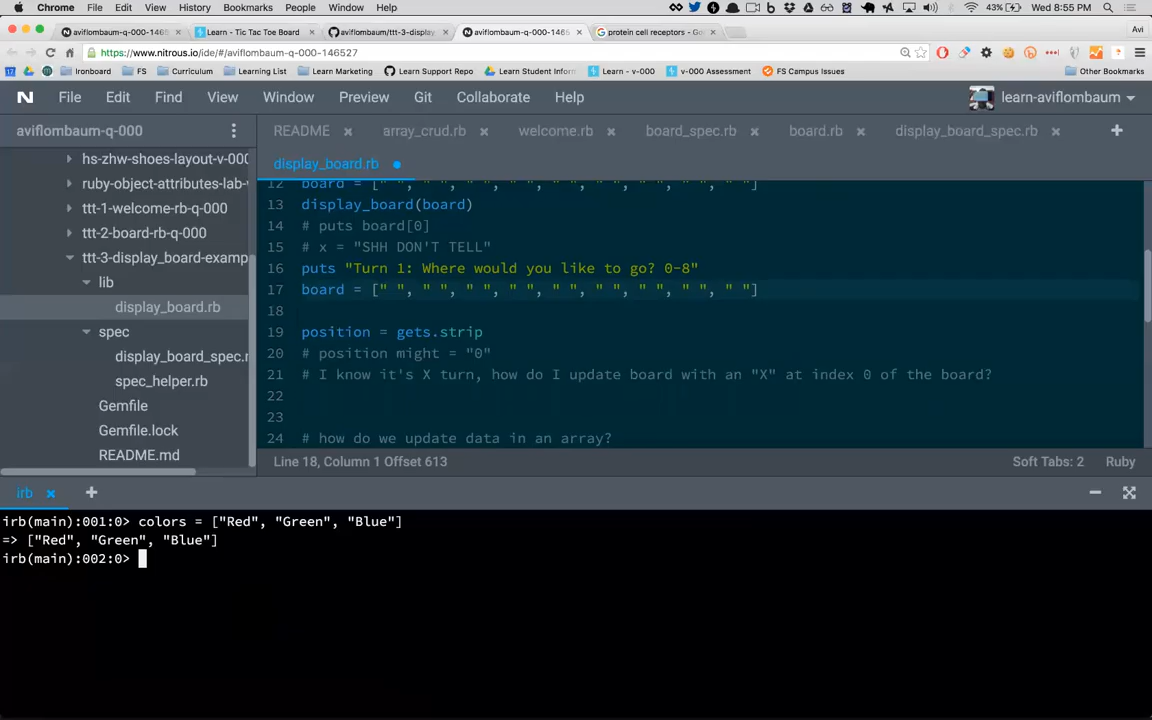 Chrome File Edit View History Bookmarks People Window Help 43% Wed 8:55 PM
aviflombaum-q-000-1465 Learn - Tic Tac Toe Board aviflombaum/ttt-3-display aviflombaum-q-000-1465 protein cell receptors - Go Avi
https://www.nitrous.io/ide/#/aviflombaum-q-000-146527
Ironboard FS Curriculum Learning List Learn Marketing Learn Support Repo Learn Student Infor Learn - v-000 v-000 Assessment FS Campus Issues Other Bookmarks
N File Edit Find View Window Preview Git Collaborate Help learn-aviflombaum
aviflombaum-q-000 README array_crud.rb welcome.rb board_spec.rb board.rb display_board_spec.rb
display_board.rb
hs-zhw-shoes-layout-v-000
ruby-object-attributes-lab-
ttt-1-welcome-rb-q-000
ttt-2-board-rb-q-000
ttt-3-display_board-examp
lib
display_board.rb
spec
display_board_spec.r
spec_helper.rb
Gemfile
Gemfile.lock
README.md
12 board = [" ", " ", " ", " ", " ", " ", " ", " ", " "]
13 display_board(board)
14 # puts board[0]
15 # x = "SHH DON'T TELL"
16 puts "Turn 1: Where would you like to go? 0-8"
17 board = [" ", " ", " ", " ", " ", " ", " ", " ", " "]
18
19 position = gets.strip
20 # position might = "0"
21 # I know it's X turn, how do I update board with an "X" at index 0 of the board?
22
23
24 # how do we update data in an array?
Line 18, Column 1 Offset 613 Soft Tabs: 2 Ruby
irb
irb(main):001:0> colors = ["Red", "Green", "Blue"]
=> ["Red", "Green", "Blue"]
irb(main):002:0>